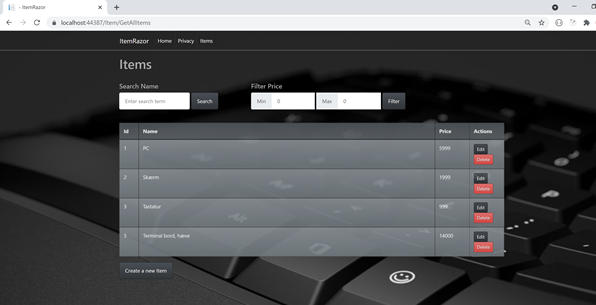 - ItemRazor
localhost:44387/Item/GetAllItems
ItemRazor Home Privacy Items
Items
Search Name Filter Price
Enter search term Search Min 0 Max 0 Filter
Id Name Price Actions
1 PC 5999 Edit
Delete
2 Skærm 1999 Edit
Delete
3 Tastatur 999 Edit
Delete
5 Terminal bord, hæve 14000 Edit
Delete
Create a new Item